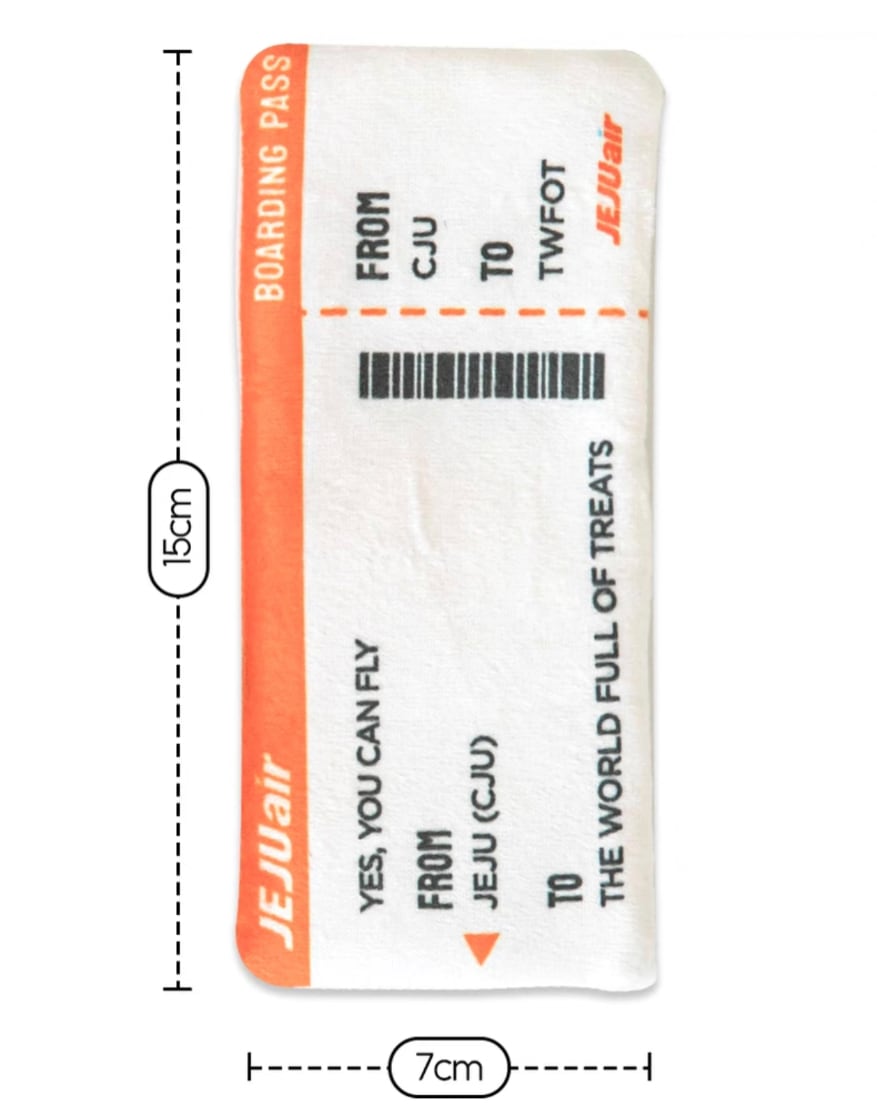 JEJUair
BOARDING PASS
YES, YOU CAN FLY
FROM
JEJU (CJU)
TO
THE WORLD FULL OF TREATS
FROM
CJU
TO
TWFOT
JEJUair
15cm
7cm